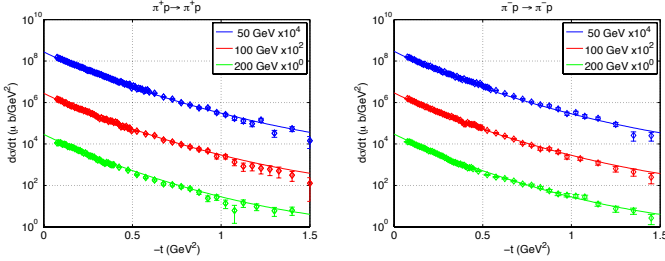 π⁺p→π⁺p
50 GeV x10⁴
100 GeV x10²
200 GeV x10⁰
10¹⁰
10⁸
10⁶
10⁴
10²
10⁰
dσ/dt (μ b/GeV²)
0
0.5
1
1.5
−t (GeV²)
π⁻p→π⁻p
50 GeV x10⁴
100 GeV x10²
200 GeV x10⁰
10¹⁰
10⁸
10⁶
10⁴
10²
10⁰
dσ/dt (μ b/GeV²)
0
0.5
1
1.5
−t (GeV²)